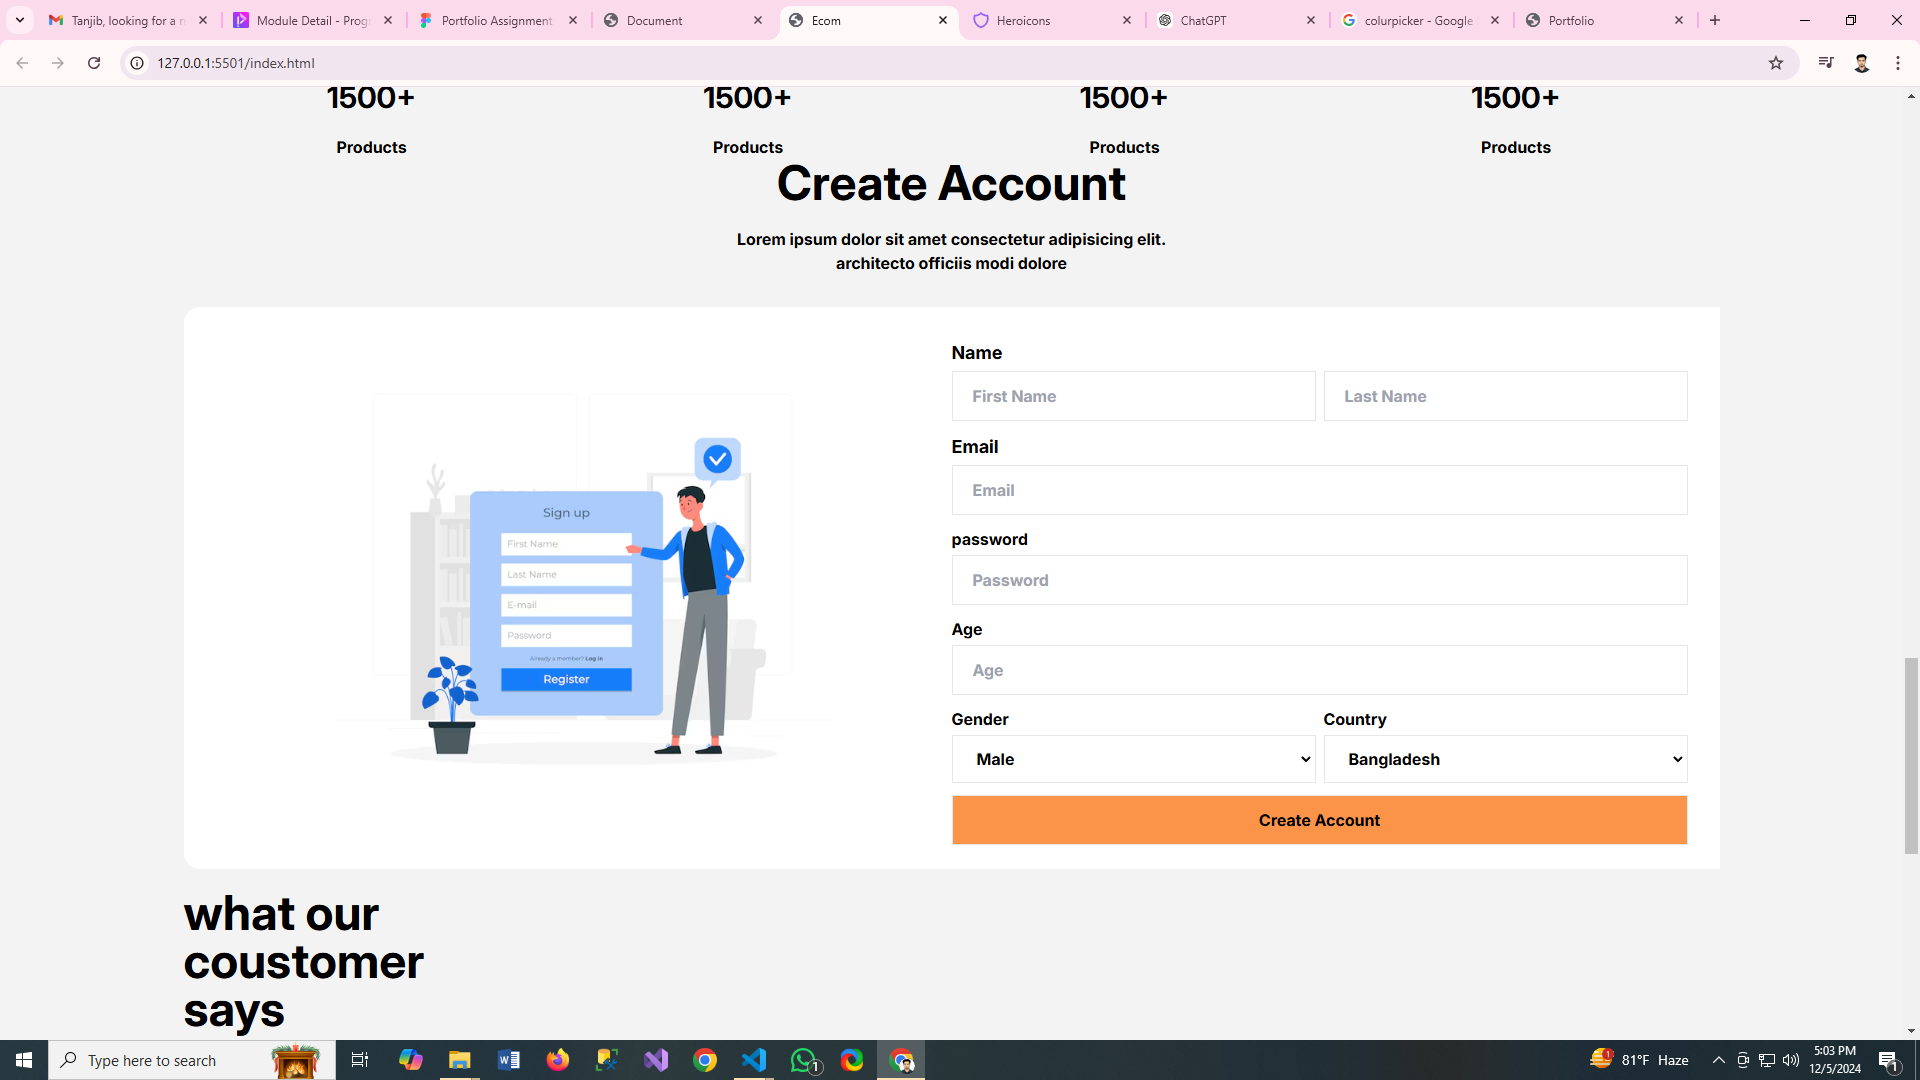 Tanjib, looking for a n
Module Detail - Prog
Portfolio Assignment
Document
Ecom
Heroicons
ChatGPT
colurpicker - Google
Portfolio
127.0.0.1:5501/index.html
1500+ 1500+ 1500+ 1500+
Products Products Products Products
Create Account
Lorem ipsum dolor sit amet consectetur adipisicing elit.
architecto officiis modi dolore
Sign up
First Name
Last Name
E-mail
Password
Already a member? Log in
Register
Name
First Name Last Name
Email
Email
password
Password
Age
Age
Gender Country
Male Bangladesh
Create Account
what our
coustomer
says
Type here to search
1
1
81°F Haze
5:03 PM
12/5/2024
1